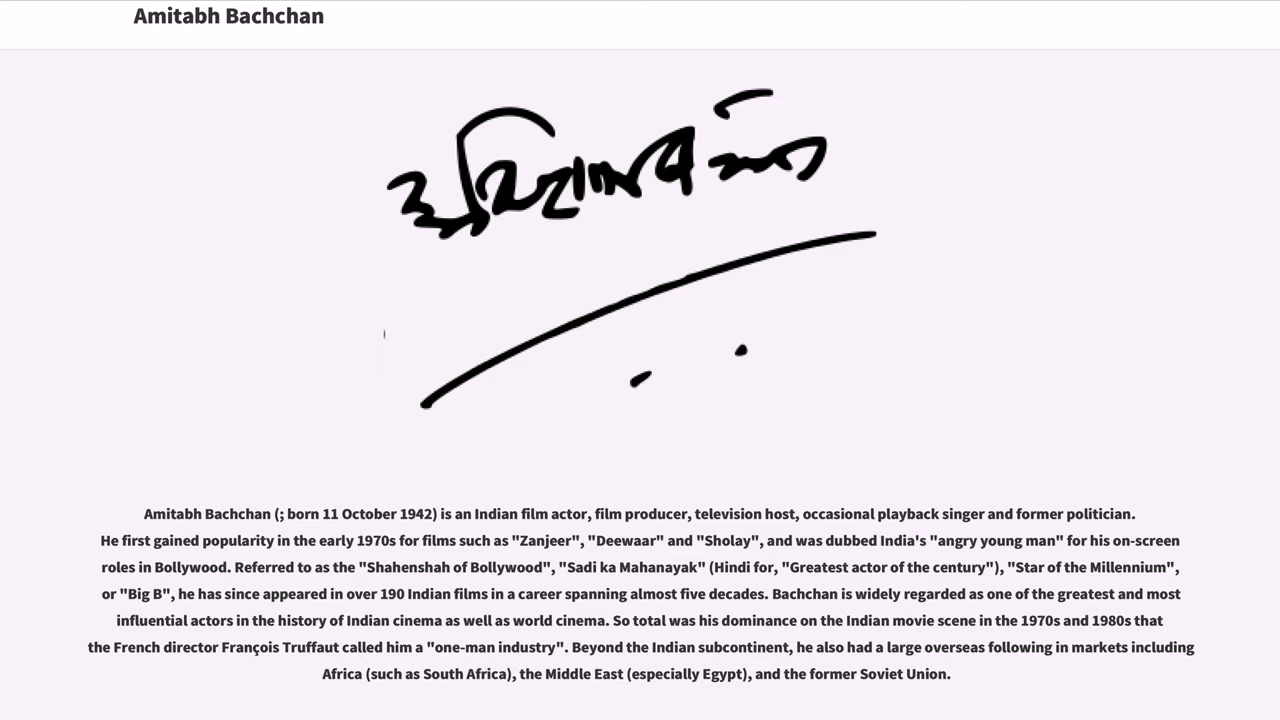 Amitabh Bachchan
Amitabh Bachchan (; born 11 October 1942) is an Indian film actor, film producer, television host, occasional playback singer and former politician.
He first gained popularity in the early 1970s for films such as "Zanjeer", "Deewaar" and "Sholay", and was dubbed India's "angry young man" for his on-screen
roles in Bollywood. Referred to as the "Shahenshah of Bollywood", "Sadi ka Mahanayak" (Hindi for, "Greatest actor of the century"), "Star of the Millennium",
or "Big B", he has since appeared in over 190 Indian films in a career spanning almost five decades. Bachchan is widely regarded as one of the greatest and most
influential actors in the history of Indian cinema as well as world cinema. So total was his dominance on the Indian movie scene in the 1970s and 1980s that
the French director François Truffaut called him a "one-man industry". Beyond the Indian subcontinent, he also had a large overseas following in markets including
Africa (such as South Africa), the Middle East (especially Egypt), and the former Soviet Union.